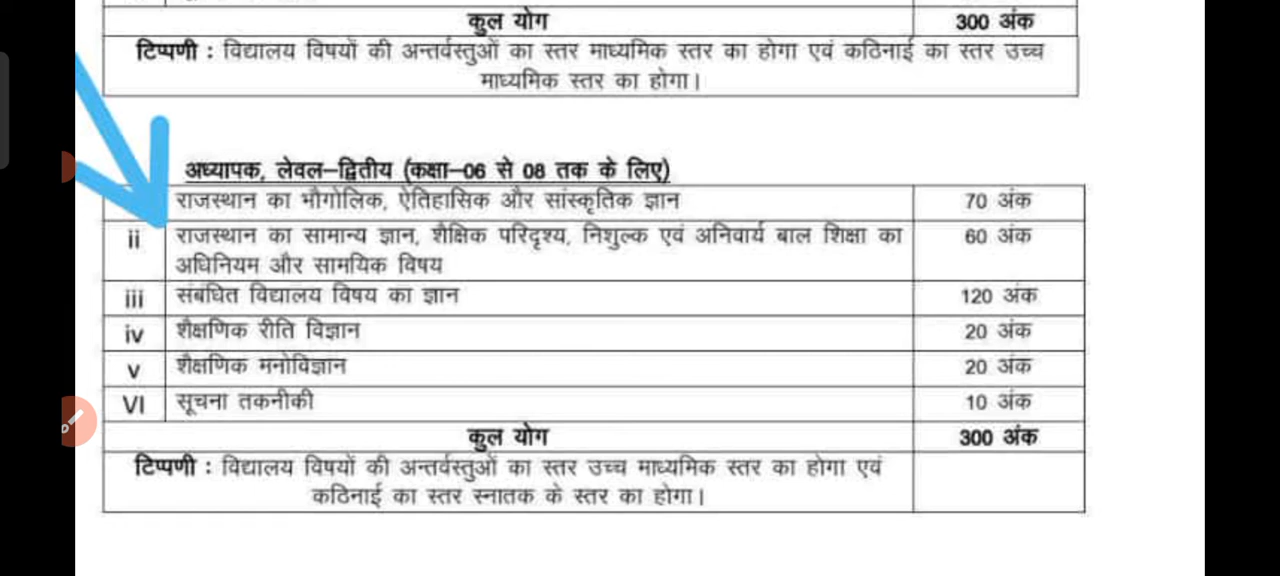 कुल योग 300 अंक
टिप्पणी : विद्यालय विषयों की अन्तर्वस्तुओं का स्तर माध्यमिक स्तर का होगा एवं कठिनाई का स्तर उच्च
माध्यमिक स्तर का होगा।
अध्यापक, लेवल–द्वितीय (कक्षा–06 से 08 तक के लिए)
राजस्थान का भौगोलिक, ऐतिहासिक और सांस्कृतिक ज्ञान 70 अंक
ii राजस्थान का सामान्य ज्ञान, शैक्षिक परिदृश्य, निशुल्क एवं अनिवार्य बाल शिक्षा का 60 अंक
अधिनियम और सामयिक विषय
iii संबंधित विद्यालय विषय का ज्ञान 120 अंक
iv शैक्षणिक रीति विज्ञान 20 अंक
v शैक्षणिक मनोविज्ञान 20 अंक
VI सूचना तकनीकी 10 अंक
कुल योग 300 अंक
टिप्पणी : विद्यालय विषयों की अन्तर्वस्तुओं का स्तर उच्च माध्यमिक स्तर का होगा एवं
कठिनाई का स्तर स्नातक के स्तर का होगा।